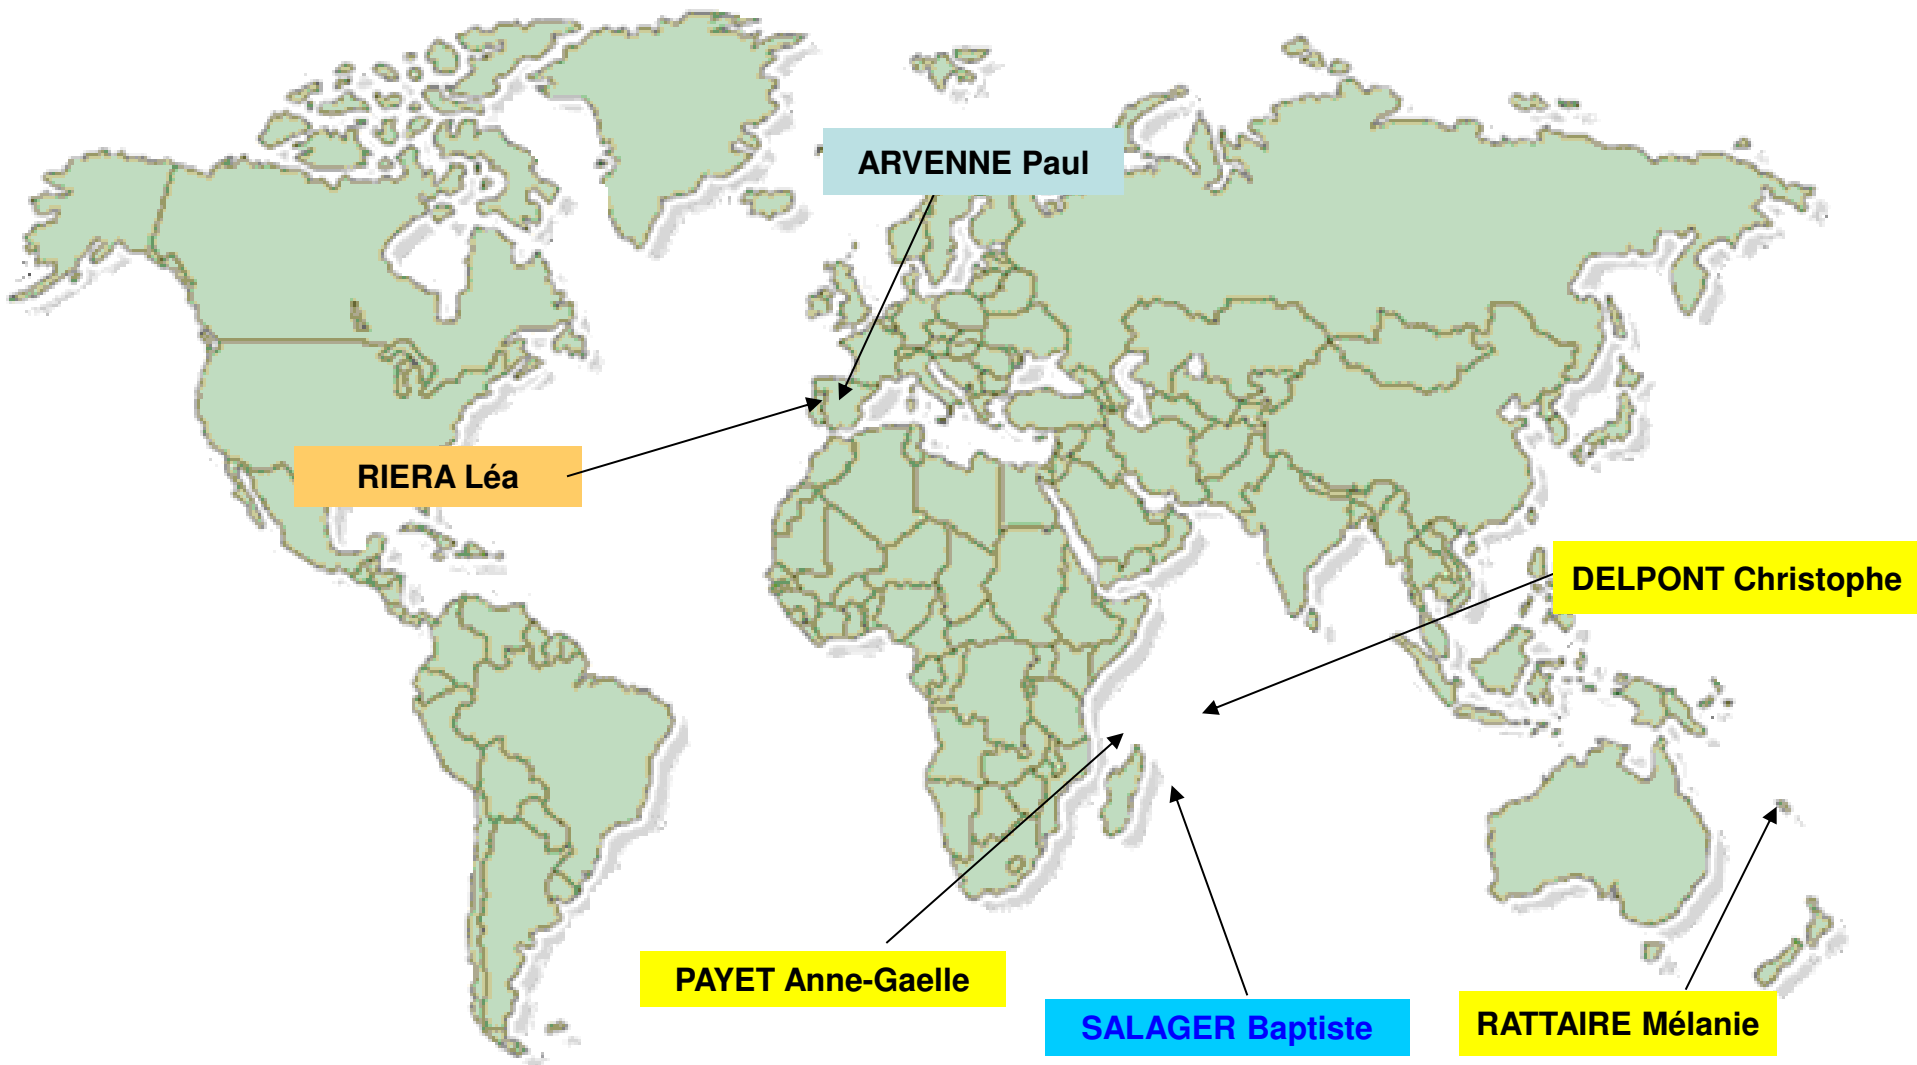 ARVENNE Paul
RIERA Léa
DELPONT Christophe
PAYET Anne-Gaelle
SALAGER Baptiste
RATTAIRE Mélanie